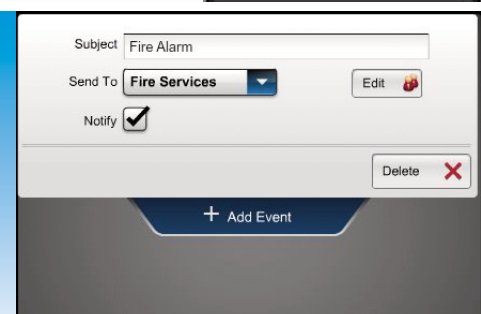 Subject Fire Alarm
Send To Fire Services Edit
Notify
Delete
+ Add Event